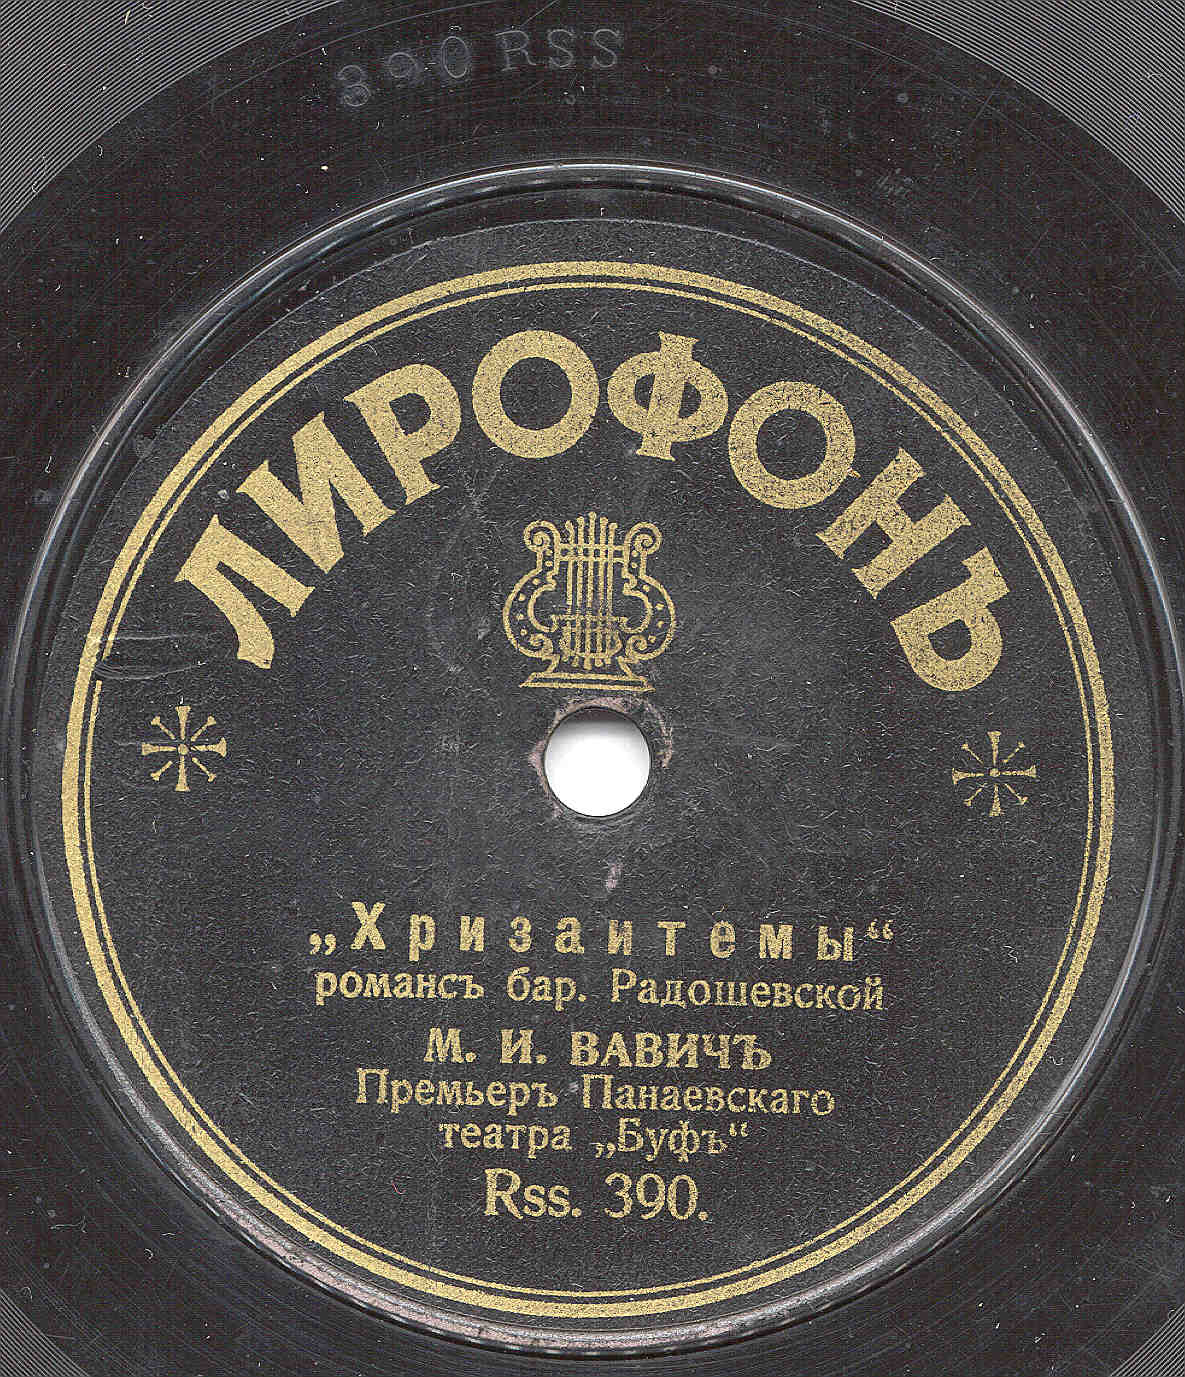 390 RSS
ЛИРОФОНЪ
„Хризаитемы“
романсъ бар. Радошевской
М. И. ВАВИЧЪ
Премьеръ Панаевскаго
театра „Буфъ“
Rss. 390.